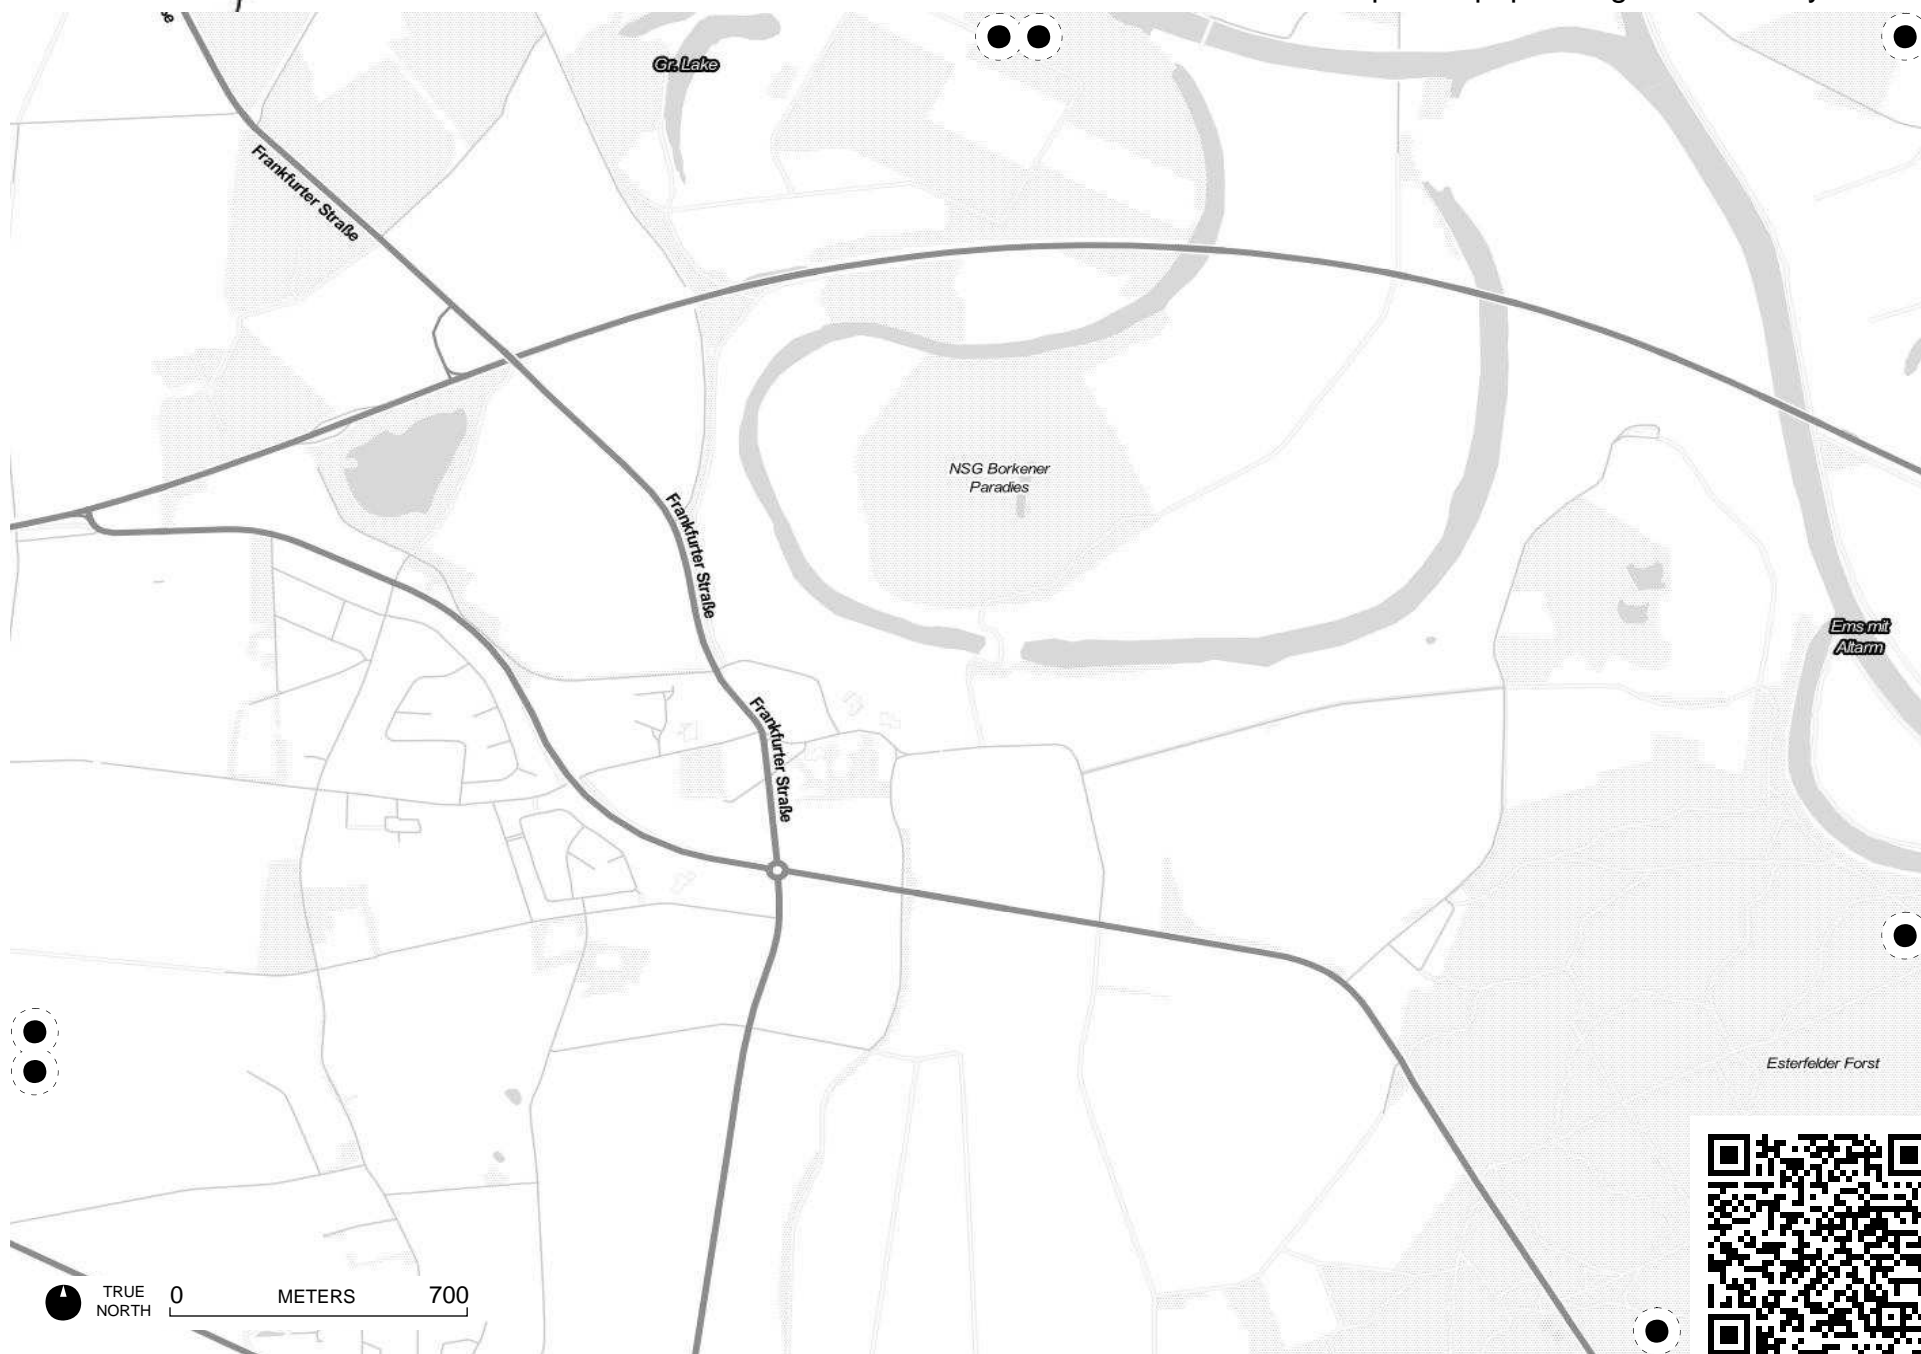 Gr. Lake
Frankfurter Straße
NSG Borkener
Paradies
Frankfurter Straße
Ems mit
Altarm
Frankfurter Straße
Esterfelder Forst
TRUE
NORTH
0 METERS 700